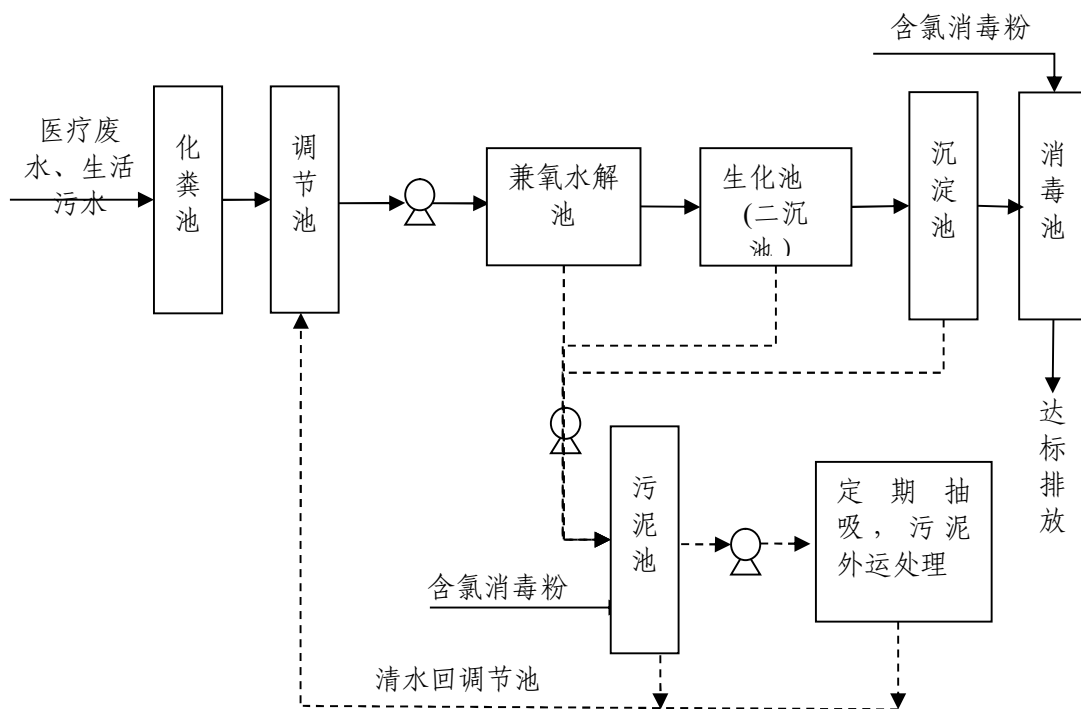 含氯消毒粉
医疗废
水、生活
污水
化粪池
调节池
兼氧水解
池
生化池
(二沉
池)
沉淀池
消毒池
达标排放
污泥池
定期抽
吸，污泥
外运处理
含氯消毒粉
清水回调节池